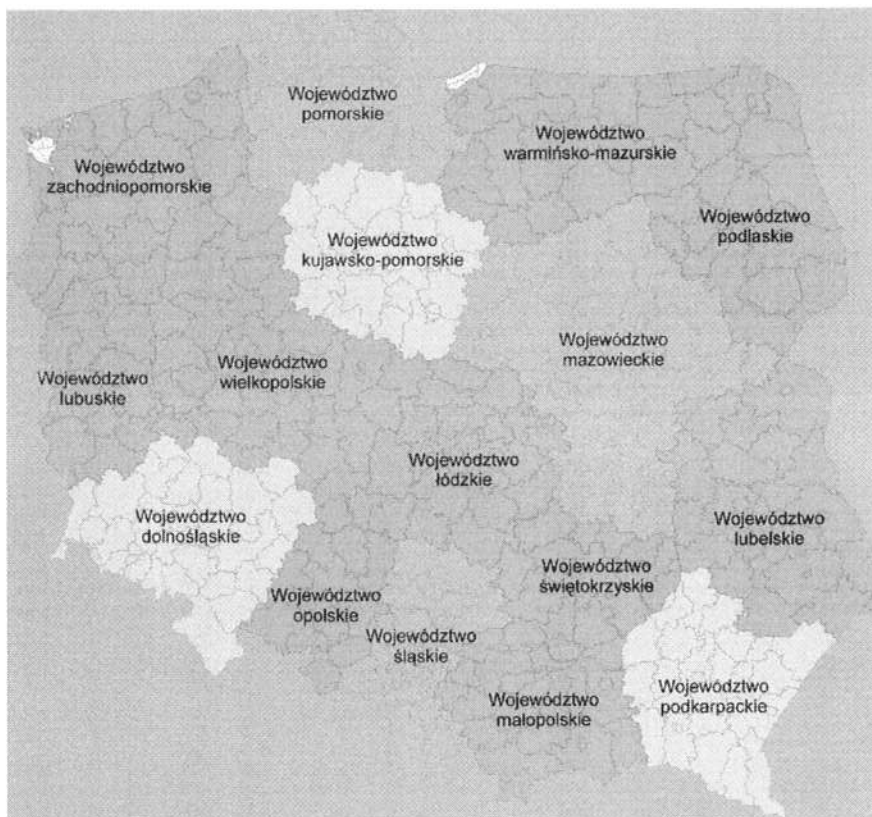 Województwo
pomorskie
Województwo
warmińsko-mazurskie
Województwo
zachodniopomorskie
Województwo
podlaskie
Województwo
kujawsko-pomorskie
Województwo
mazowieckie
Województwo
wielkopolskie
Województwo
lubuskie
Województwo
łódzkie
Województwo
dolnośląskie
Województwo
lubelskie
Województwo
świętokrzyskie
Województwo
opolskie
Województwo
śląskie
Województwo
podkarpackie
Województwo
małopolskie